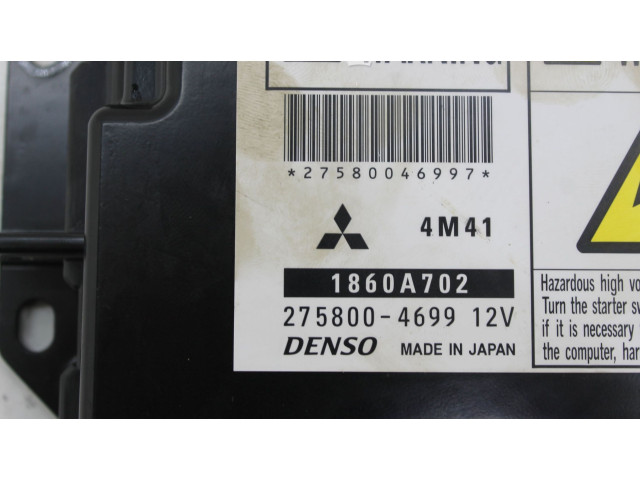 *27580046997*
4M41
1860A702
275800-4699 12V
DENSO MADE IN JAPAN
Hazardous high vo
Turn the starter sw
if it is necessary
the computer, har